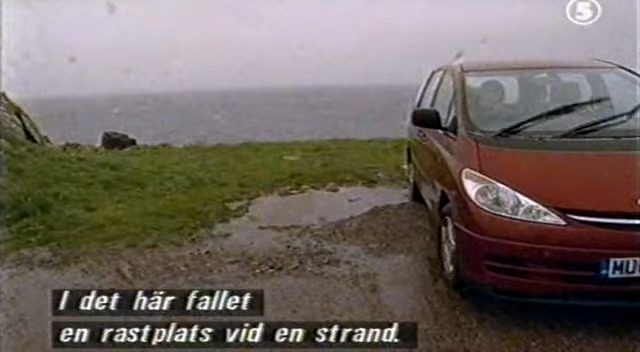 5
I det här fallet
en rastplats vid en strand.
MU